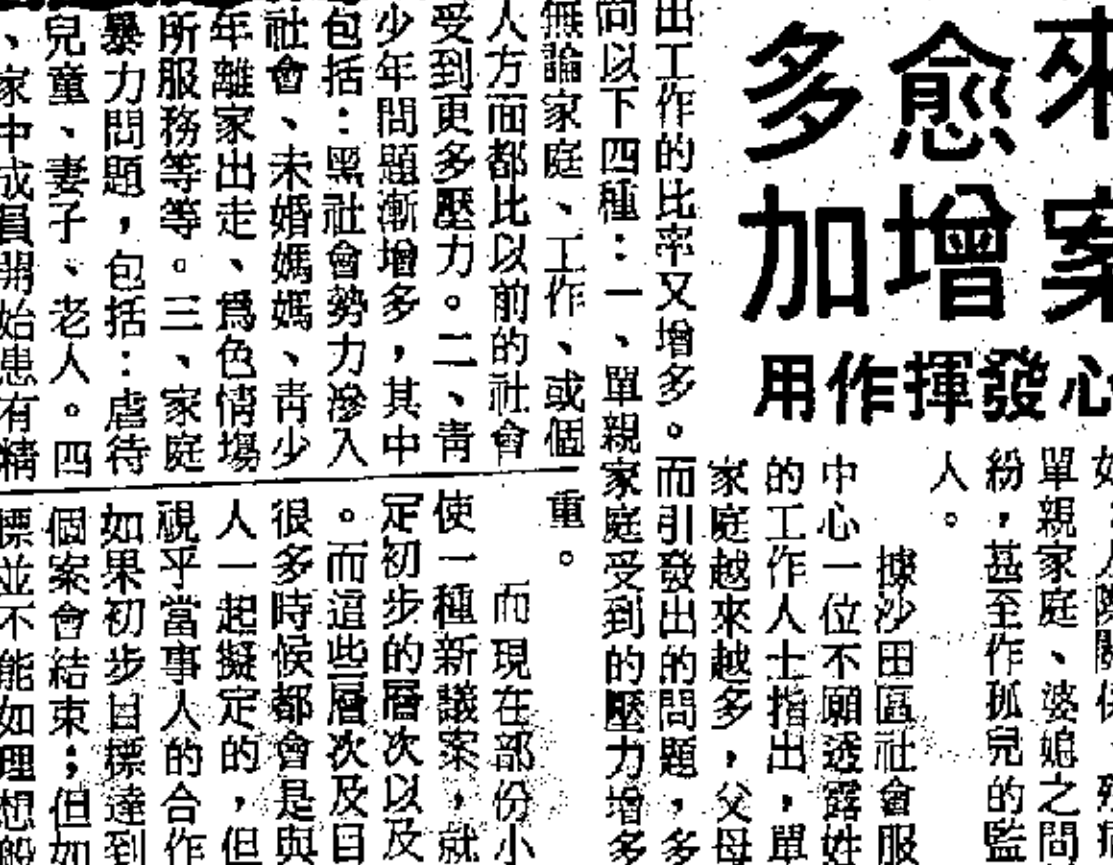 來愈多
案增加
心發揮作用
人際關係、
單親家庭、婆媳之間
紛，甚至作孤兒的監
人。
據沙田區社會服
中心一位不願透露姓
的工作人士指出，單
家庭越來越多，父母
出工作的比率又增多。而引發出的問題，多
以下四種：一、單親家庭受到的壓力增多
無論家庭、工作、或個
人方面都比以前的社會
受到更多壓力。二、青
少年問題漸增多，其中
包括：黑社會勢力滲入
社會、未婚媽媽、青少
年離家出走、爲色情場
所服務等等。三、家庭
暴力問題，包括：虐待
兒童、妻子、老人。四
、家中成員開始患有精
重。
而現在部份小
使一種新議案，就
定初步的層次以及
。而這些層次及目
很多時候都會是與
人一起擬定的，但
視乎當事人的合作
如果初步目標達到
個案會結束；但如
標並不能如理想般